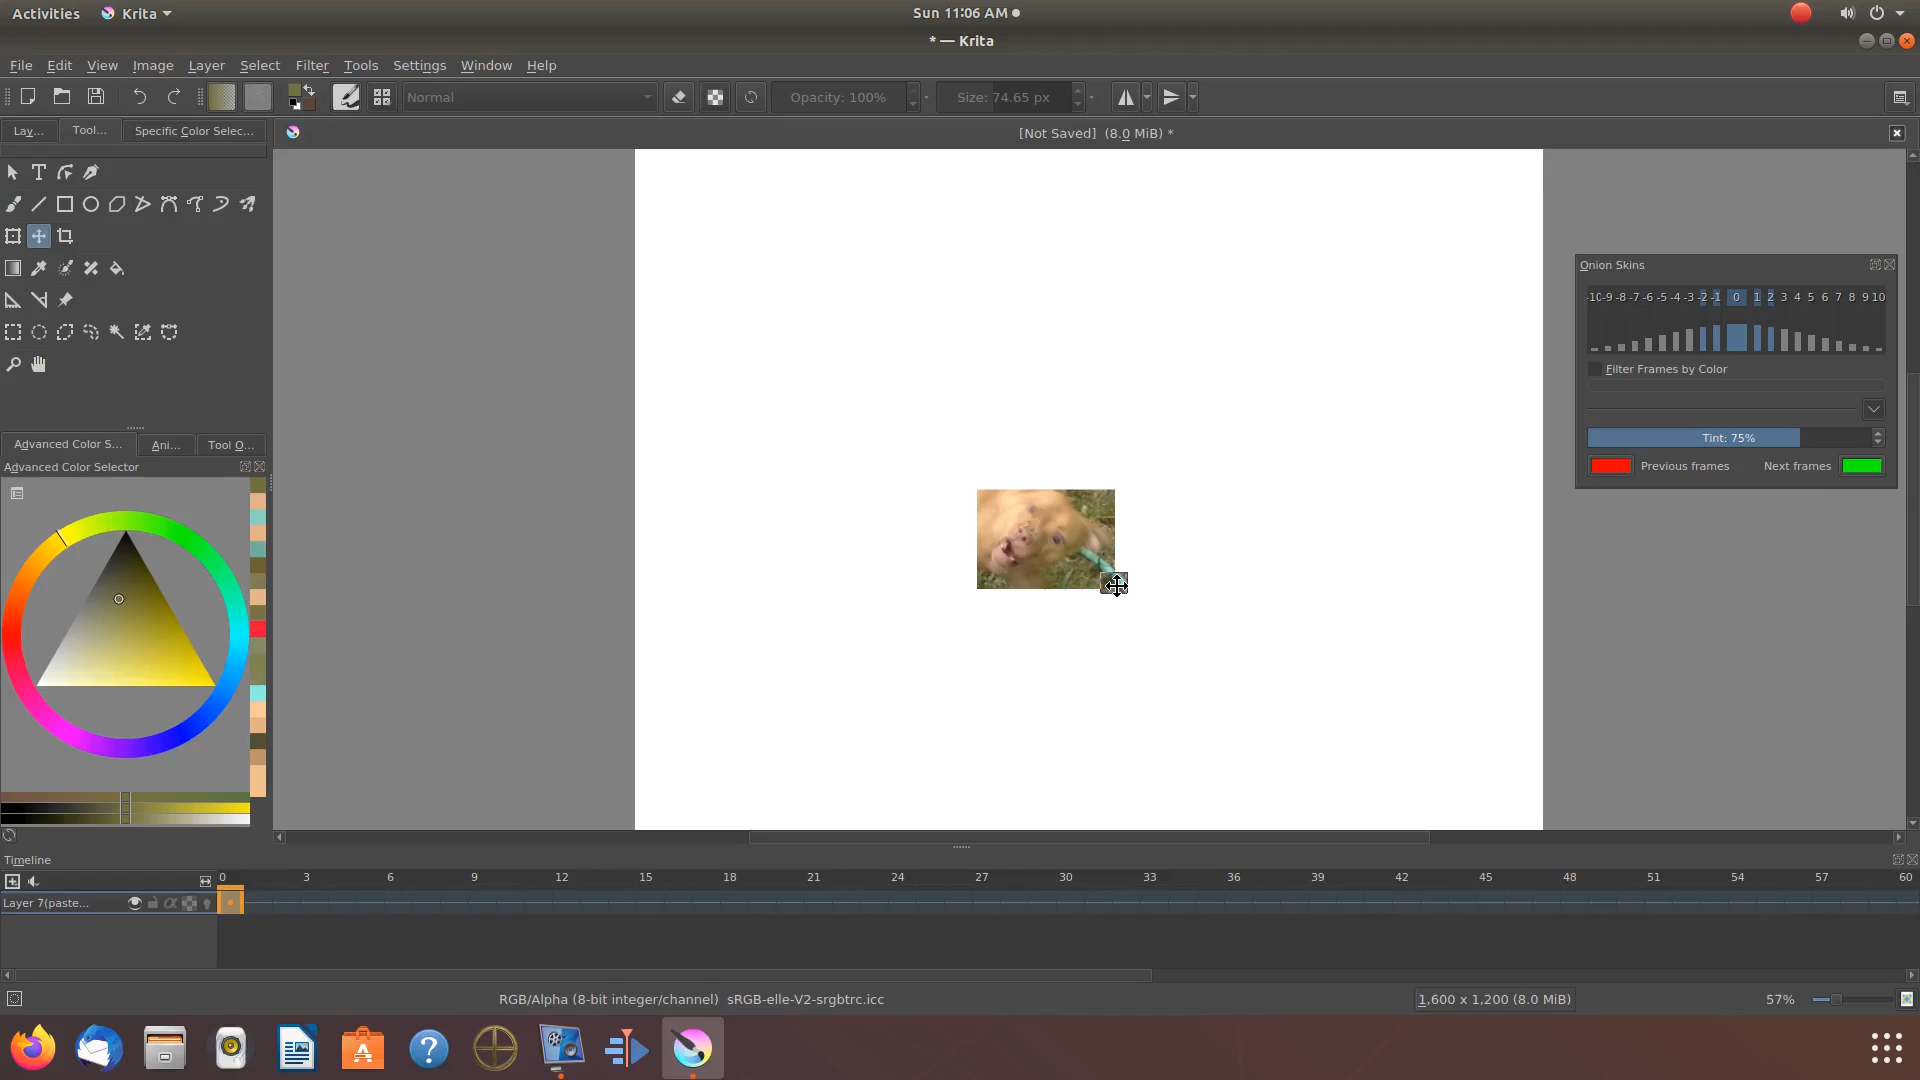 Activities Krita Sun 11:06 AM
* — Krita
File Edit View Image Layer Select Filter Tools Settings Window Help
Normal Opacity: 100% Size: 74.65 px
Lay... Tool... Specific Color Selec... [Not Saved] (8.0 MiB) *
Onion Skins
-10 -9 -8 -7 -6 -5 -4 -3 -2 -1 0 1 2 3 4 5 6 7 8 9 10
Filter Frames by Color
Tint: 75%
Previous frames Next frames
Advanced Color S... Ani... Tool O...
Advanced Color Selector
Timeline
0 3 6 9 12 15 18 21 24 27 30 33 36 39 42 45 48 51 54 57 60
Layer 7(paste...
RGB/Alpha (8-bit integer/channel) sRGB-elle-V2-srgbtrc.icc 1,600 x 1,200 (8.0 MiB) 57%